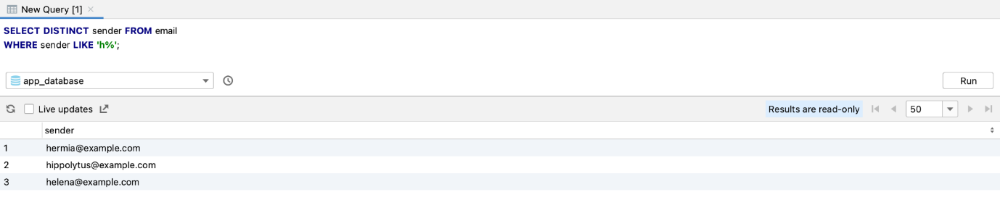 New Query [1]
SELECT DISTINCT sender FROM email
WHERE sender LIKE 'h%';
app_database
Run
Live updates
Results are read-only
50
sender
1 hermia@example.com
2 hippolytus@example.com
3 helena@example.com